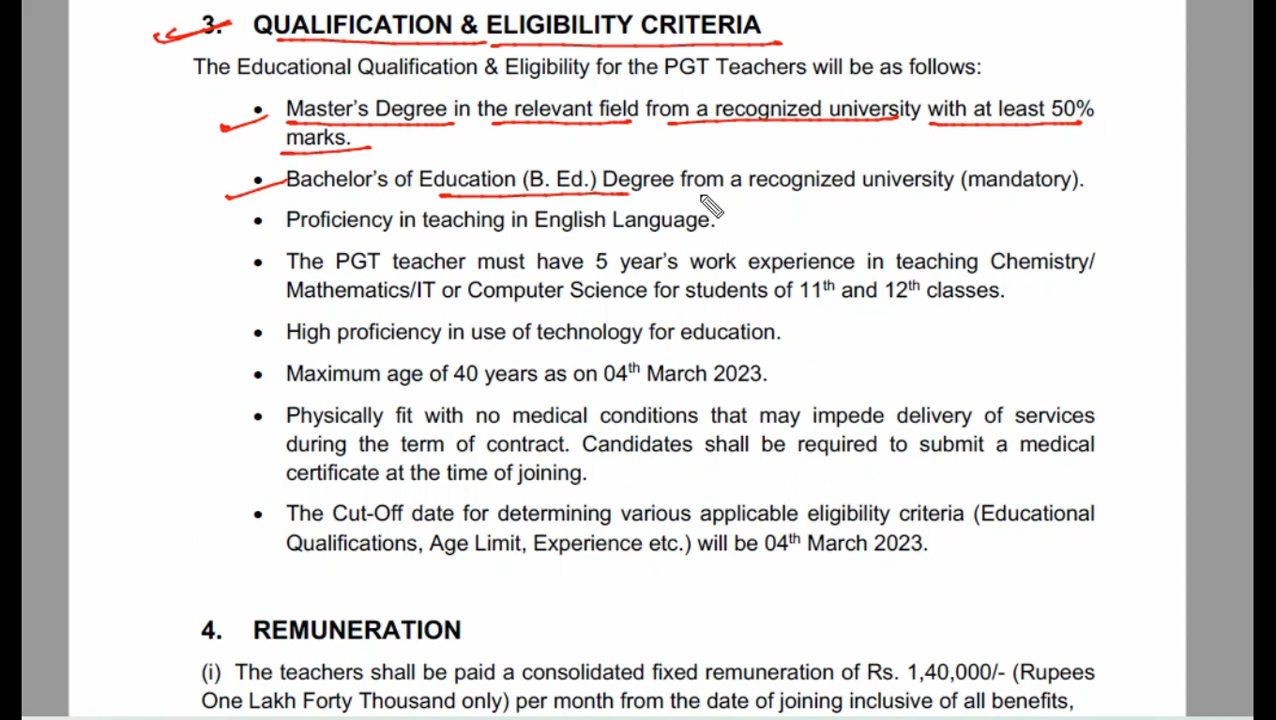 3. QUALIFICATION & ELIGIBILITY CRITERIA
The Educational Qualification & Eligibility for the PGT Teachers will be as follows:
• Master's Degree in the relevant field from a recognized university with at least 50%
marks.
• Bachelor's of Education (B. Ed.) Degree from a recognized university (mandatory).
• Proficiency in teaching in English Language.
• The PGT teacher must have 5 year's work experience in teaching Chemistry/
Mathematics/IT or Computer Science for students of 11th and 12th classes.
• High proficiency in use of technology for education.
• Maximum age of 40 years as on 04th March 2023.
• Physically fit with no medical conditions that may impede delivery of services
during the term of contract. Candidates shall be required to submit a medical
certificate at the time of joining.
• The Cut-Off date for determining various applicable eligibility criteria (Educational
Qualifications, Age Limit, Experience etc.) will be 04th March 2023.
4. REMUNERATION
(i) The teachers shall be paid a consolidated fixed remuneration of Rs. 1,40,000/- (Rupees
One Lakh Forty Thousand only) per month from the date of joining inclusive of all benefits,